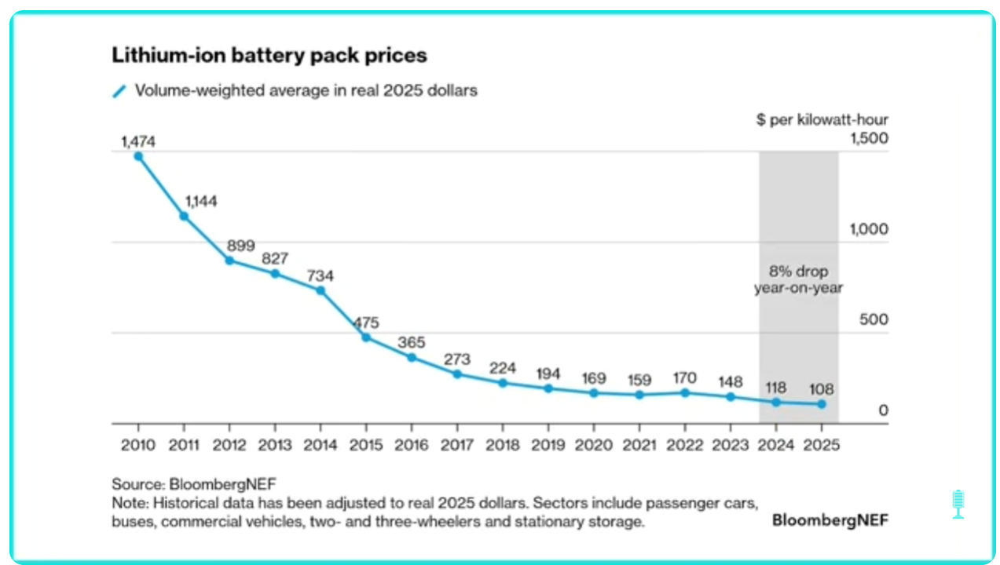 Lithium-ion battery pack prices
Volume-weighted average in real 2025 dollars
$ per kilowatt-hour
1,500
1,474
1,144
1,000
899
827
734
8% drop
year-on-year
500
475
365
273
224
194
169
159
170
148
118
108
0
2010 2011 2012 2013 2014 2015 2016 2017 2018 2019 2020 2021 2022 2023 2024 2025
Source: BloombergNEF
Note: Historical data has been adjusted to real 2025 dollars. Sectors include passenger cars,
buses, commercial vehicles, two- and three-wheelers and stationary storage.
BloombergNEF